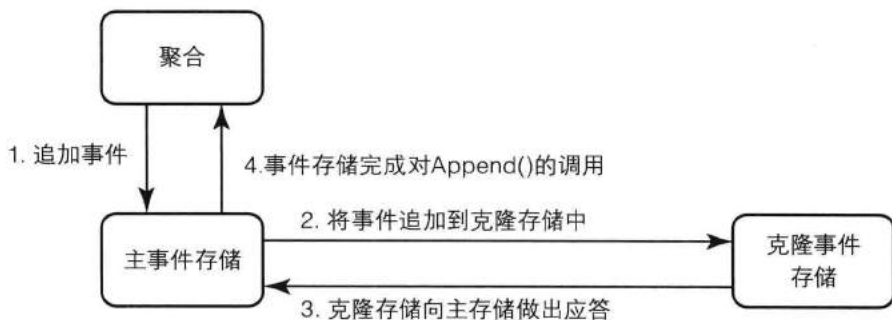 聚合
1. 追加事件
4.事件存储完成对Append()的调用
2. 将事件追加到克隆存储中
主事件存储
克隆事件
存储
3. 克隆存储向主存储做出应答